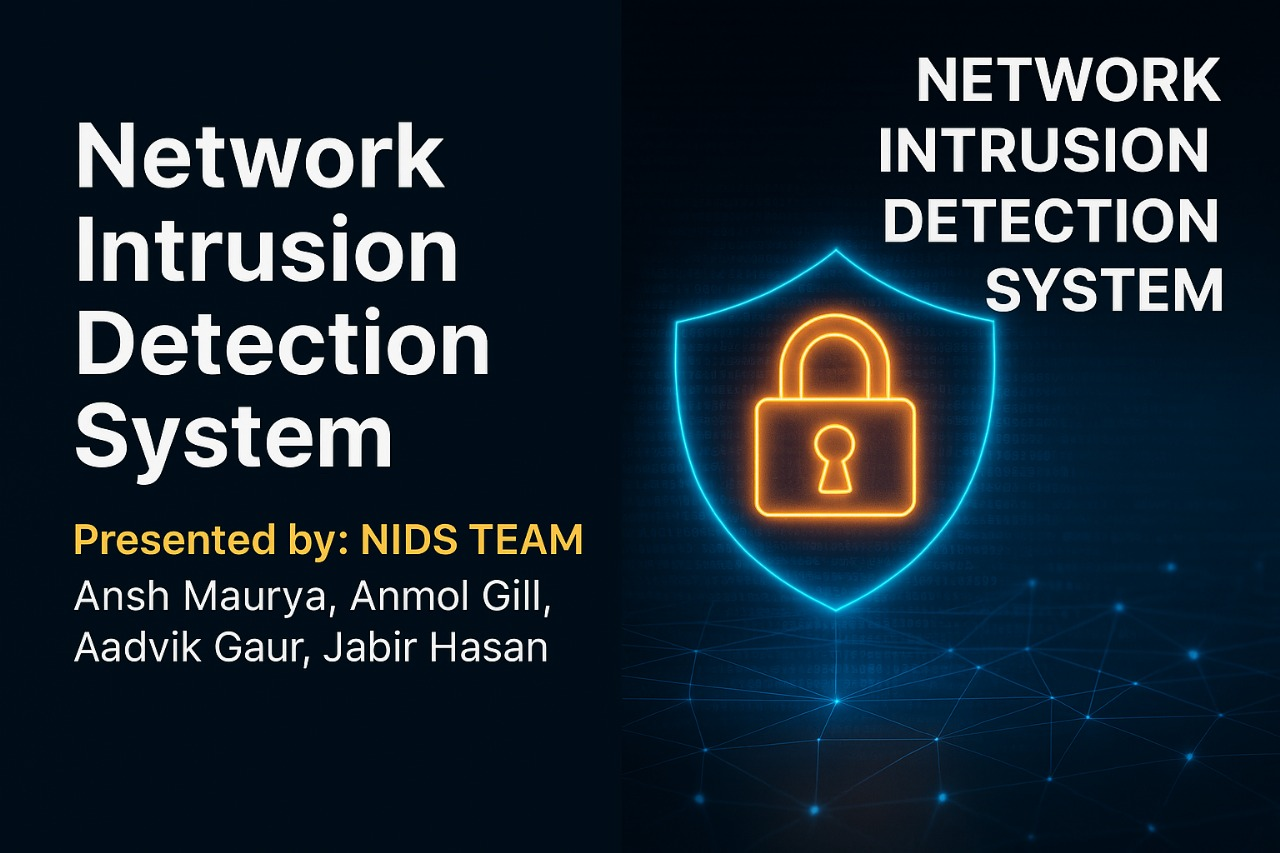 Network
Intrusion
Detection
System
Presented by: NIDS TEAM
Ansh Maurya, Anmol Gill,
Aadvik Gaur, Jabir Hasan
NETWORK
INTRUSION
DETECTION
SYSTEM